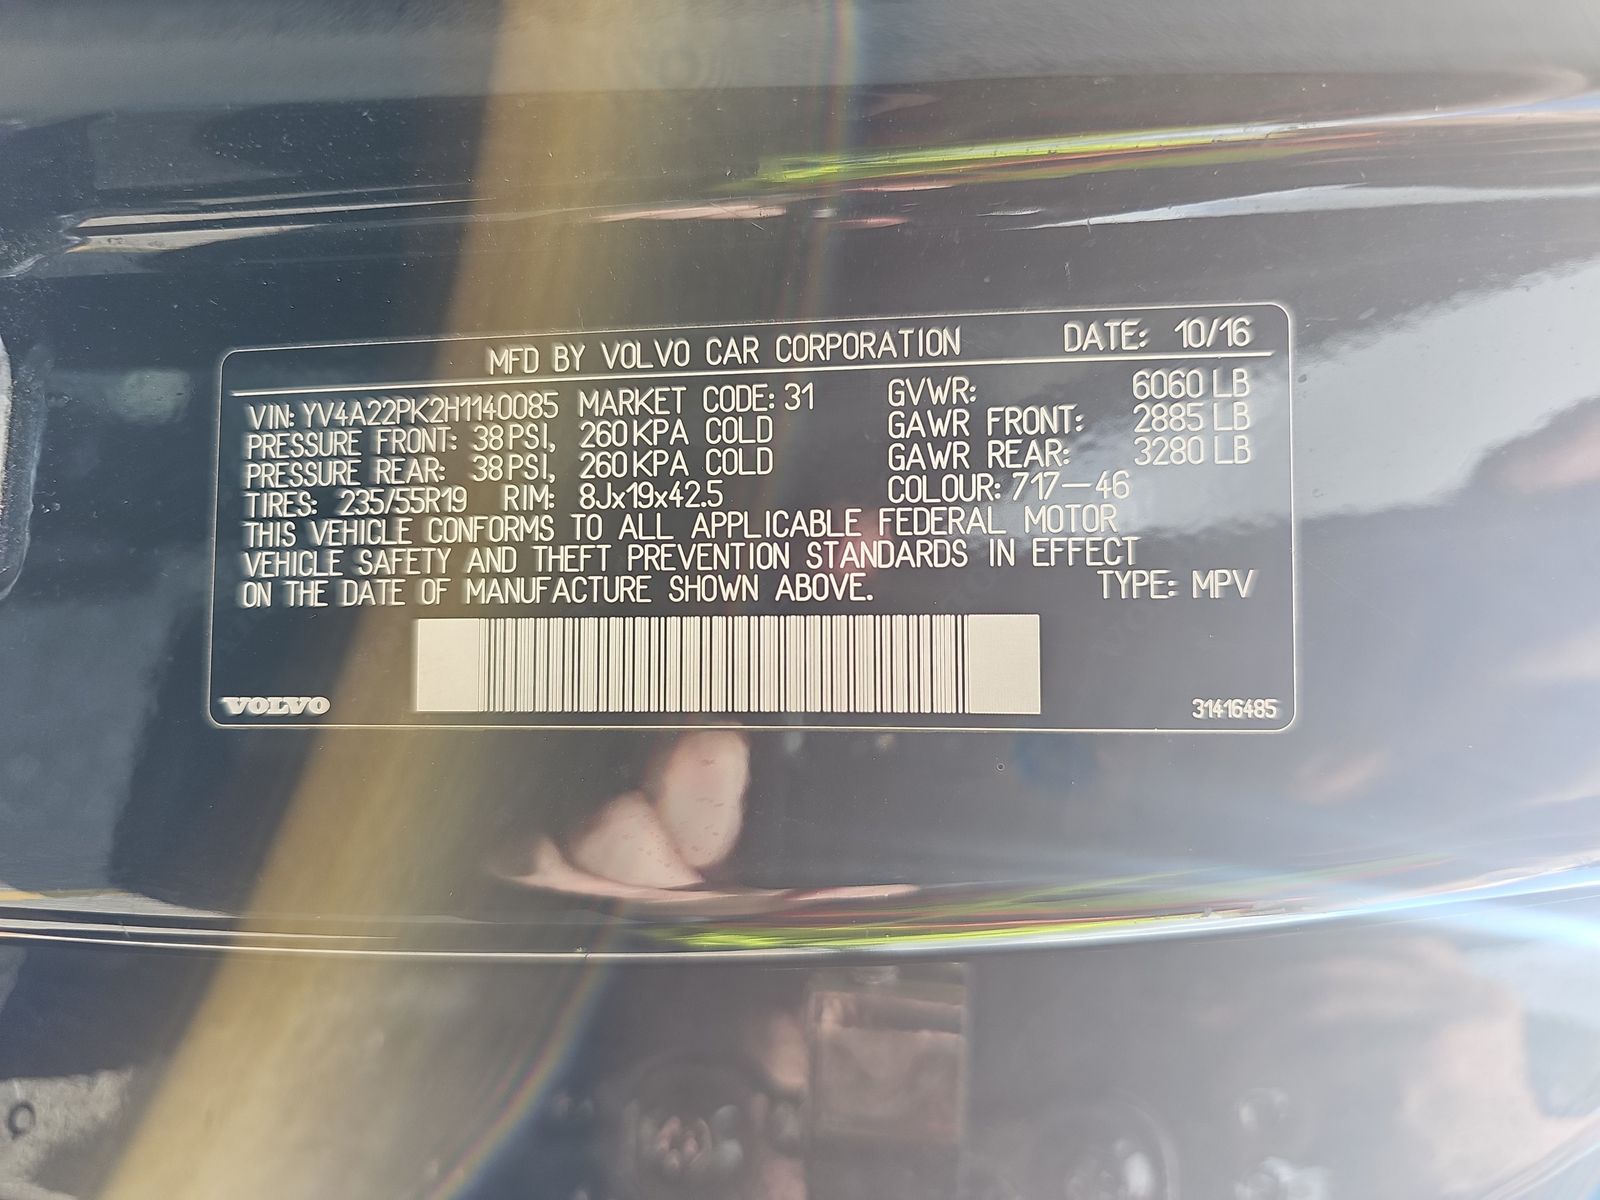 MFD BY VOLVO CAR CORPORATION DATE: 10/16
VIN: YV4A22PK2H1140085 MARKET CODE: 31 GVWR: 6060 LB
PRESSURE FRONT: 38 PSI, 260 KPA COLD GAWR FRONT: 2885 LB
PRESSURE REAR: 38 PSI, 260 KPA COLD GAWR REAR: 3280 LB
TIRES: 235/55R19 RIM: 8Jx19x42.5 COLOUR: 717-46
THIS VEHICLE CONFORMS TO ALL APPLICABLE FEDERAL MOTOR
VEHICLE SAFETY AND THEFT PREVENTION STANDARDS IN EFFECT
ON THE DATE OF MANUFACTURE SHOWN ABOVE. TYPE: MPV
VOLVO 31416485